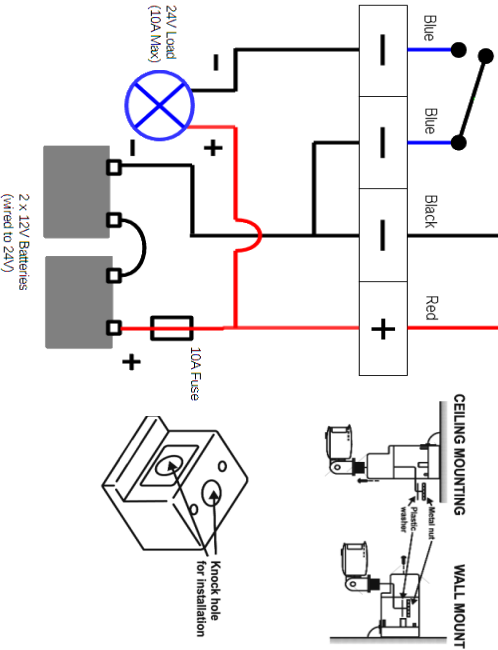 Blue
Blue
Black
Red
24V Load
(10A Max)
2 x 12V Batteries
(wired to 24V)
10A Fuse
CEILING MOUNTING
Metal nut
Plastic
washer
WALL MOUNT
Knock hole
for installation